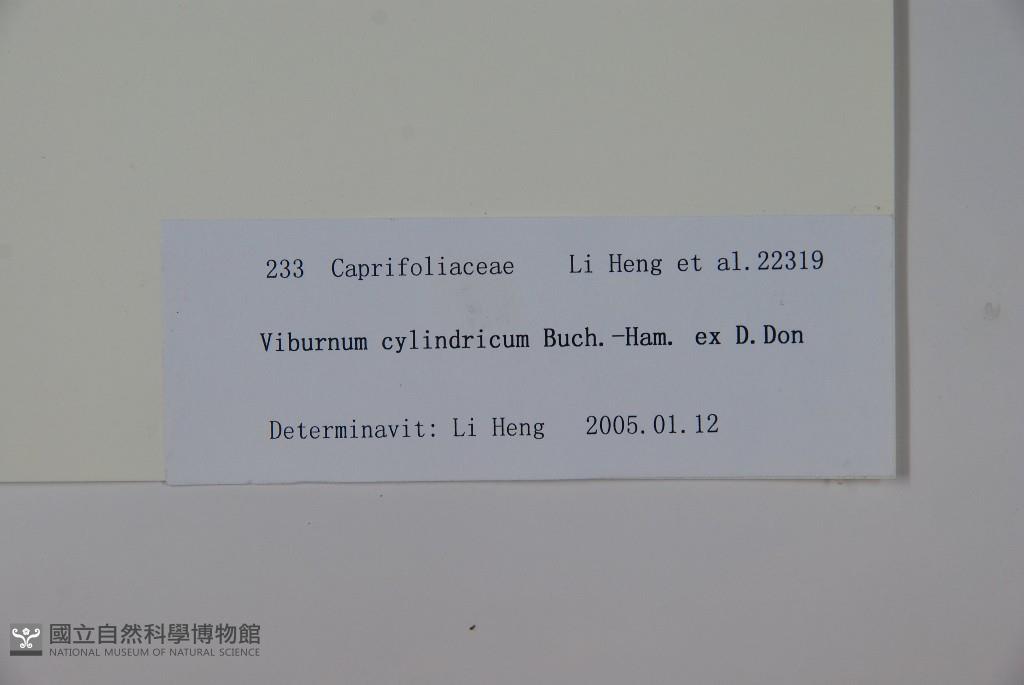 233 Caprifoliaceae Li Heng et al.22319
Viburnum cylindricum Buch.-Ham. ex D.Don
Determinavit: Li Heng 2005.01.12
國立自然科學博物館
NATIONAL MUSEUM OF NATURAL SCIENCE